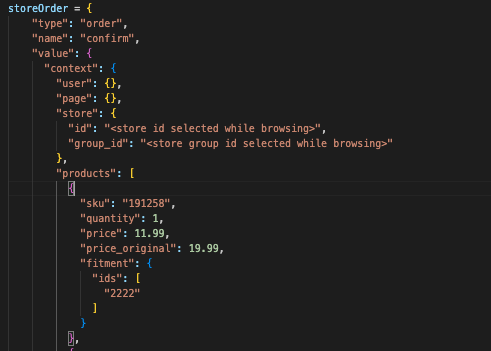 storeOrder = {
"type": "order",
"name": "confirm",
"value": {
"context": {
"user": {},
"page": {},
"store": {
"id": "<store id selected while browsing>",
"group_id": "<store group id selected while browsing>"
},
"products": [
{
"sku": "191258",
"quantity": 1,
"price": 11.99,
"price_original": 19.99,
"fitment": {
"ids": [
"2222"
]
}
},
{